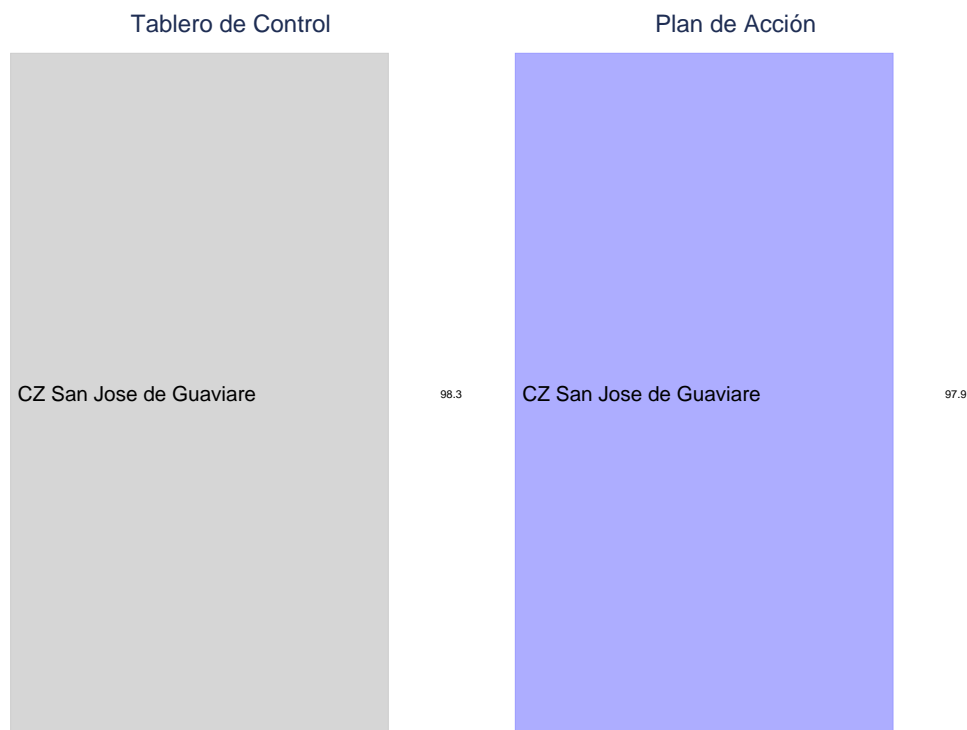 Tablero de Control
CZ San Jose de Guaviare 98.3
Plan de Acción
CZ San Jose de Guaviare 97.9